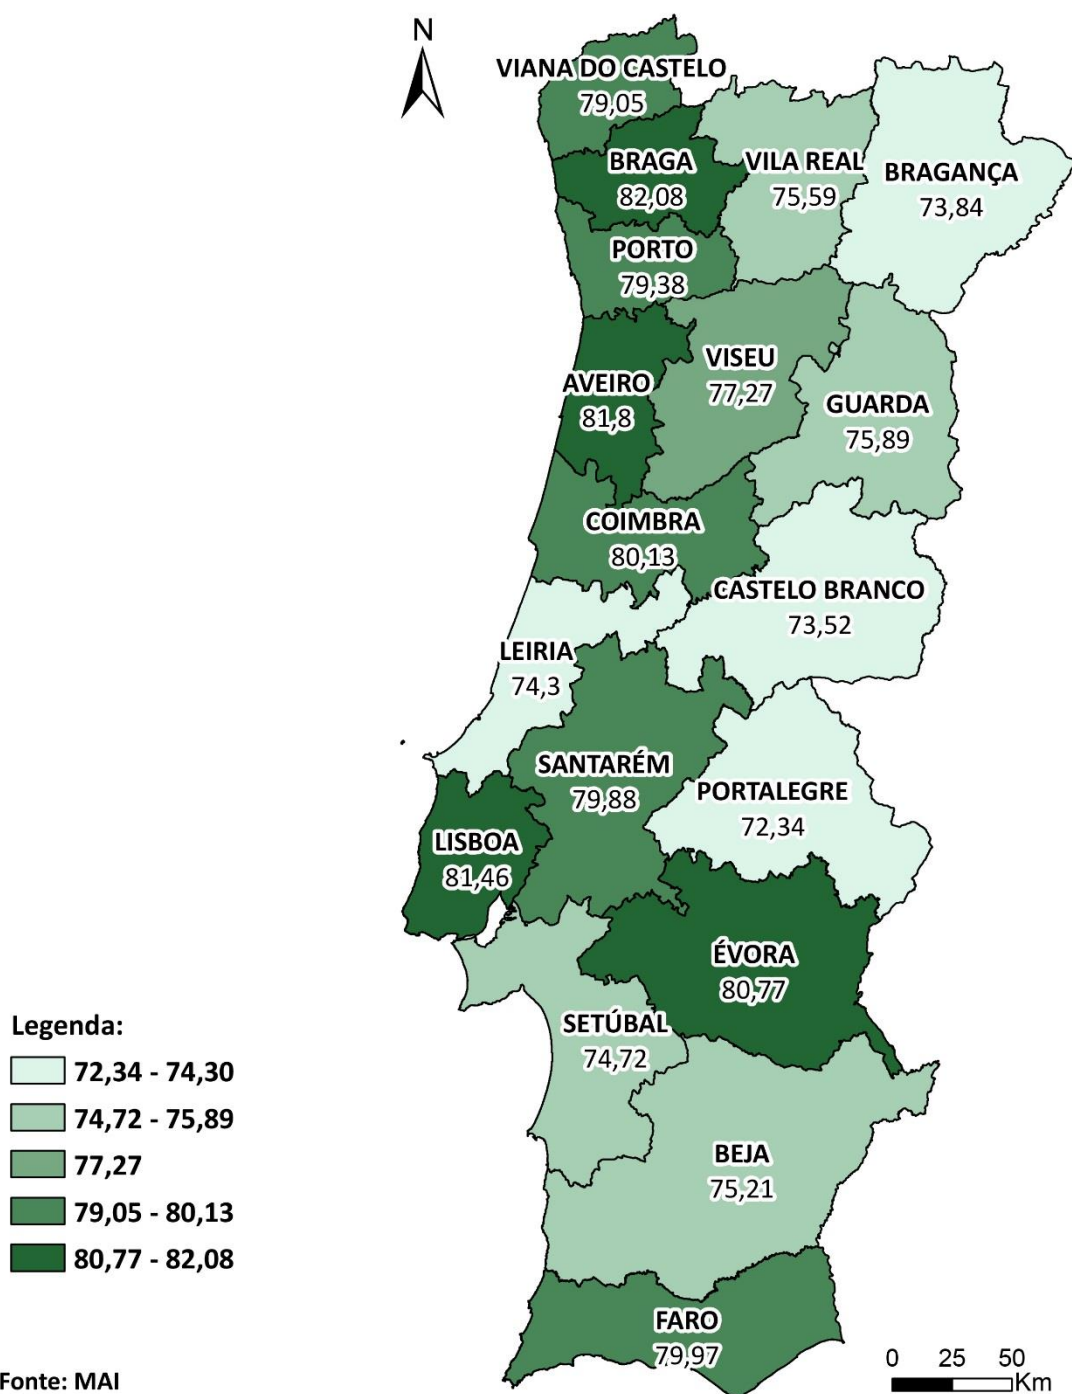 N
VIANA DO CASTELO
79,05
BRAGA
82,08
VILA REAL
75,59
BRAGANÇA
73,84
PORTO
79,38
VISEU
77,27
AVEIRO
81,8
GUARDA
75,89
COIMBRA
80,13
CASTELO BRANCO
73,52
LEIRIA
74,3
SANTARÉM
79,88
PORTALEGRE
72,34
LISBOA
81,46
ÉVORA
80,77
SETÚBAL
74,72
BEJA
75,21
FARO
79,97
Legenda:
72,34 - 74,30
74,72 - 75,89
77,27
79,05 - 80,13
80,77 - 82,08
Fonte: MAI
0 25 50
Km